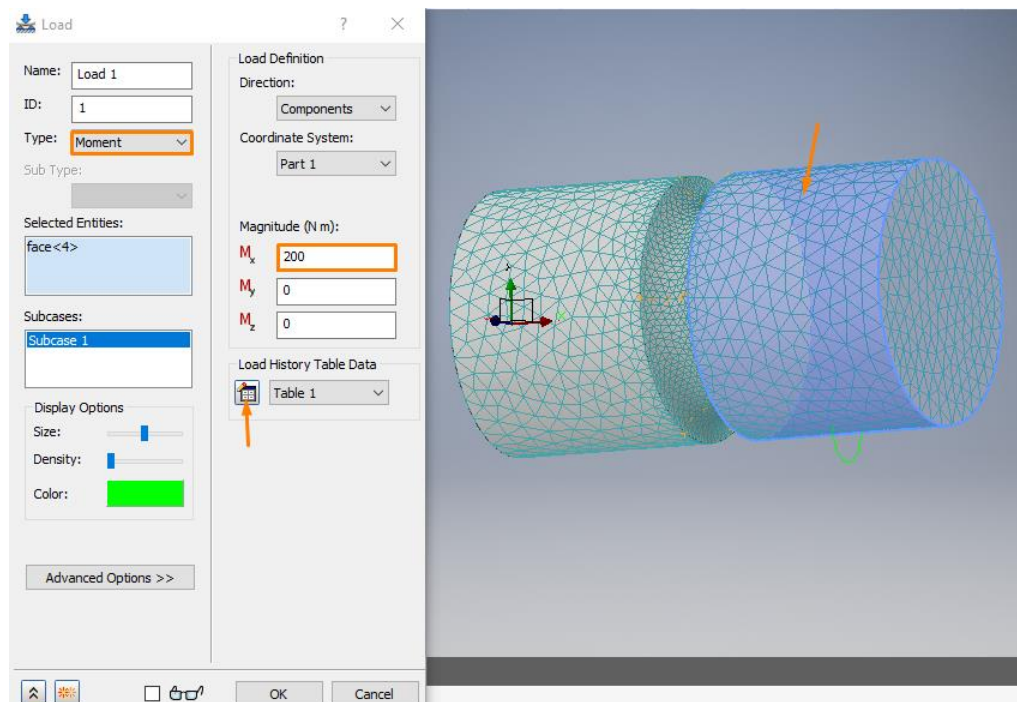 Load
?
Name: Load 1
ID: 1
Type: Moment
Sub Type:
Selected Entities:
face<4>
Subcases:
Subcase 1
Display Options
Size:
Density:
Color:
Advanced Options >>
Load Definition
Direction:
Components
Coordinate System:
Part 1
Magnitude (N m):
Mx 200
My 0
Mz 0
Load History Table Data
Table 1
OK
Cancel